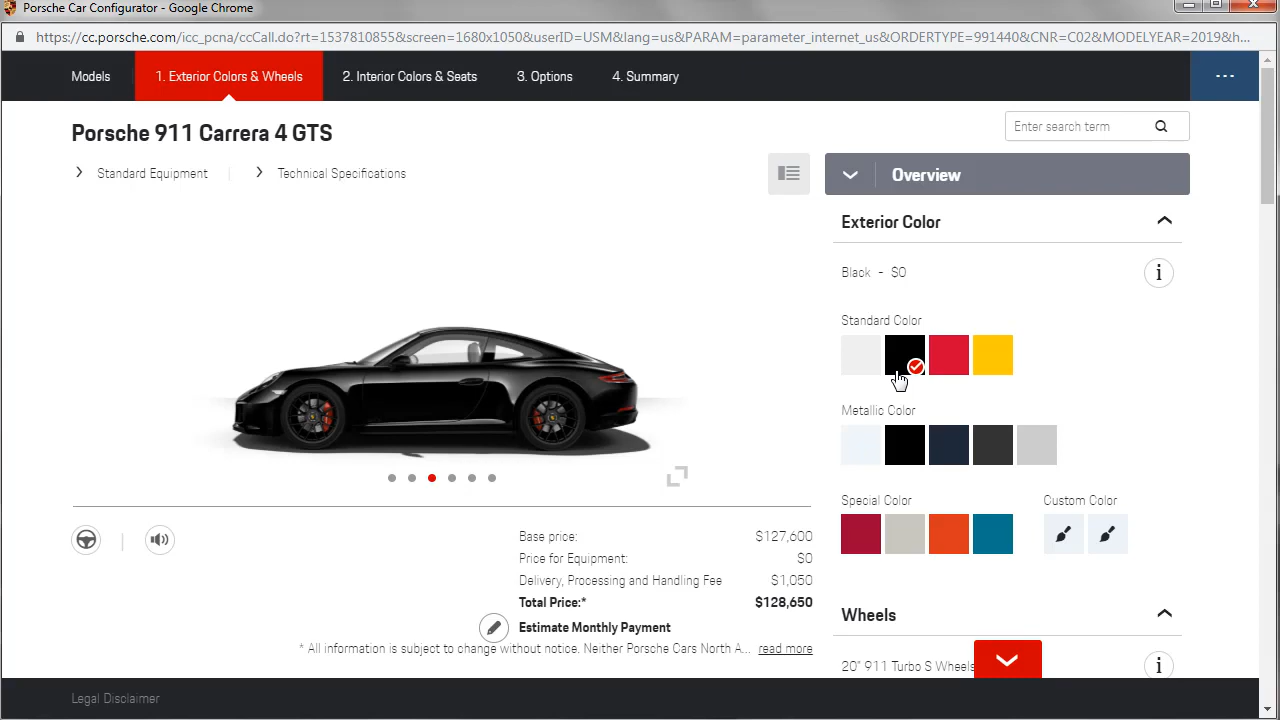 Porsche Car Configurator - Google Chrome
https://cc.porsche.com/icc_pcna/ccCall.do?rt=1537810855&screen=1680x1050&userID=USM&lang=us&PARAM=parameter_internet_us&ORDERTYPE=991440&CNR=C02&MODELYEAR=2019&h...
Models
1. Exterior Colors & Wheels
2. Interior Colors & Seats
3. Options
4. Summary
Porsche 911 Carrera 4 GTS
Enter search term
Standard Equipment
Technical Specifications
Overview
Exterior Color
Black - $0
Standard Color
Metallic Color
Special Color
Custom Color
Base price: $127,600
Price for Equipment: $0
Delivery, Processing and Handling Fee $1,050
Total Price:* $128,650
Estimate Monthly Payment
* All information is subject to change without notice. Neither Porsche Cars North A... read more
Wheels
20" 911 Turbo S Wheels
Legal Disclaimer